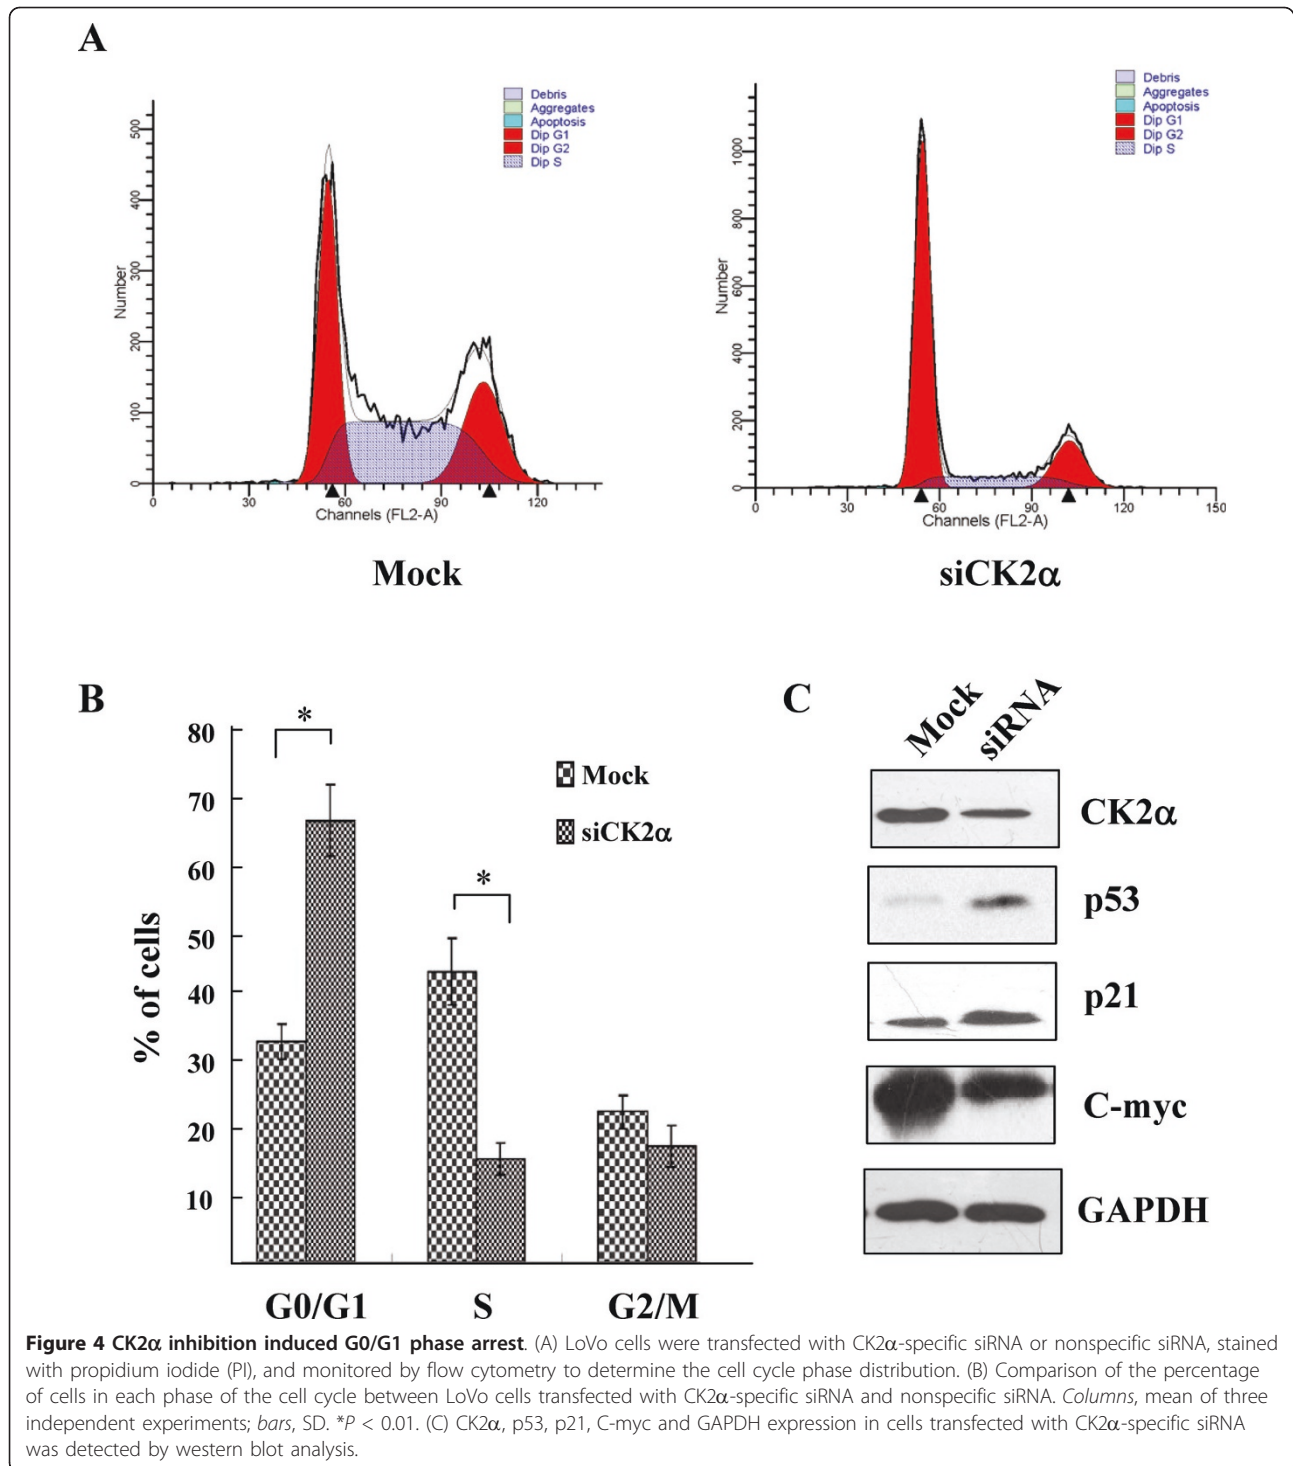 A
Debris
Aggregates
Apoptosis
Dip G1
Dip G2
Dip S
500
400
300
200
100
0
Number
0
60
90
120
Channels (FL2-A)
Mock
Debris
Aggregates
Apoptosis
Dip G1
Dip G2
Dip S
1000
800
600
400
200
0
Number
0
30
60
90
120
150
Channels (FL2-A)
siCK2α
B
80
70
60
50
40
30
20
10
% of cells
*
*
Mock
siCK2α
G0/G1
S
G2/M
C
Mock
siRNA
CK2α
p53
p21
C-myc
GAPDH
Figure 4 CK2α inhibition induced G0/G1 phase arrest. (A) LoVo cells were transfected with CK2α-specific siRNA or nonspecific siRNA, stained
with propidium iodide (PI), and monitored by flow cytometry to determine the cell cycle phase distribution. (B) Comparison of the percentage
of cells in each phase of the cell cycle between LoVo cells transfected with CK2α-specific siRNA and nonspecific siRNA. Columns, mean of three
independent experiments; bars, SD. *P < 0.01. (C) CK2α, p53, p21, C-myc and GAPDH expression in cells transfected with CK2α-specific siRNA
was detected by western blot analysis.